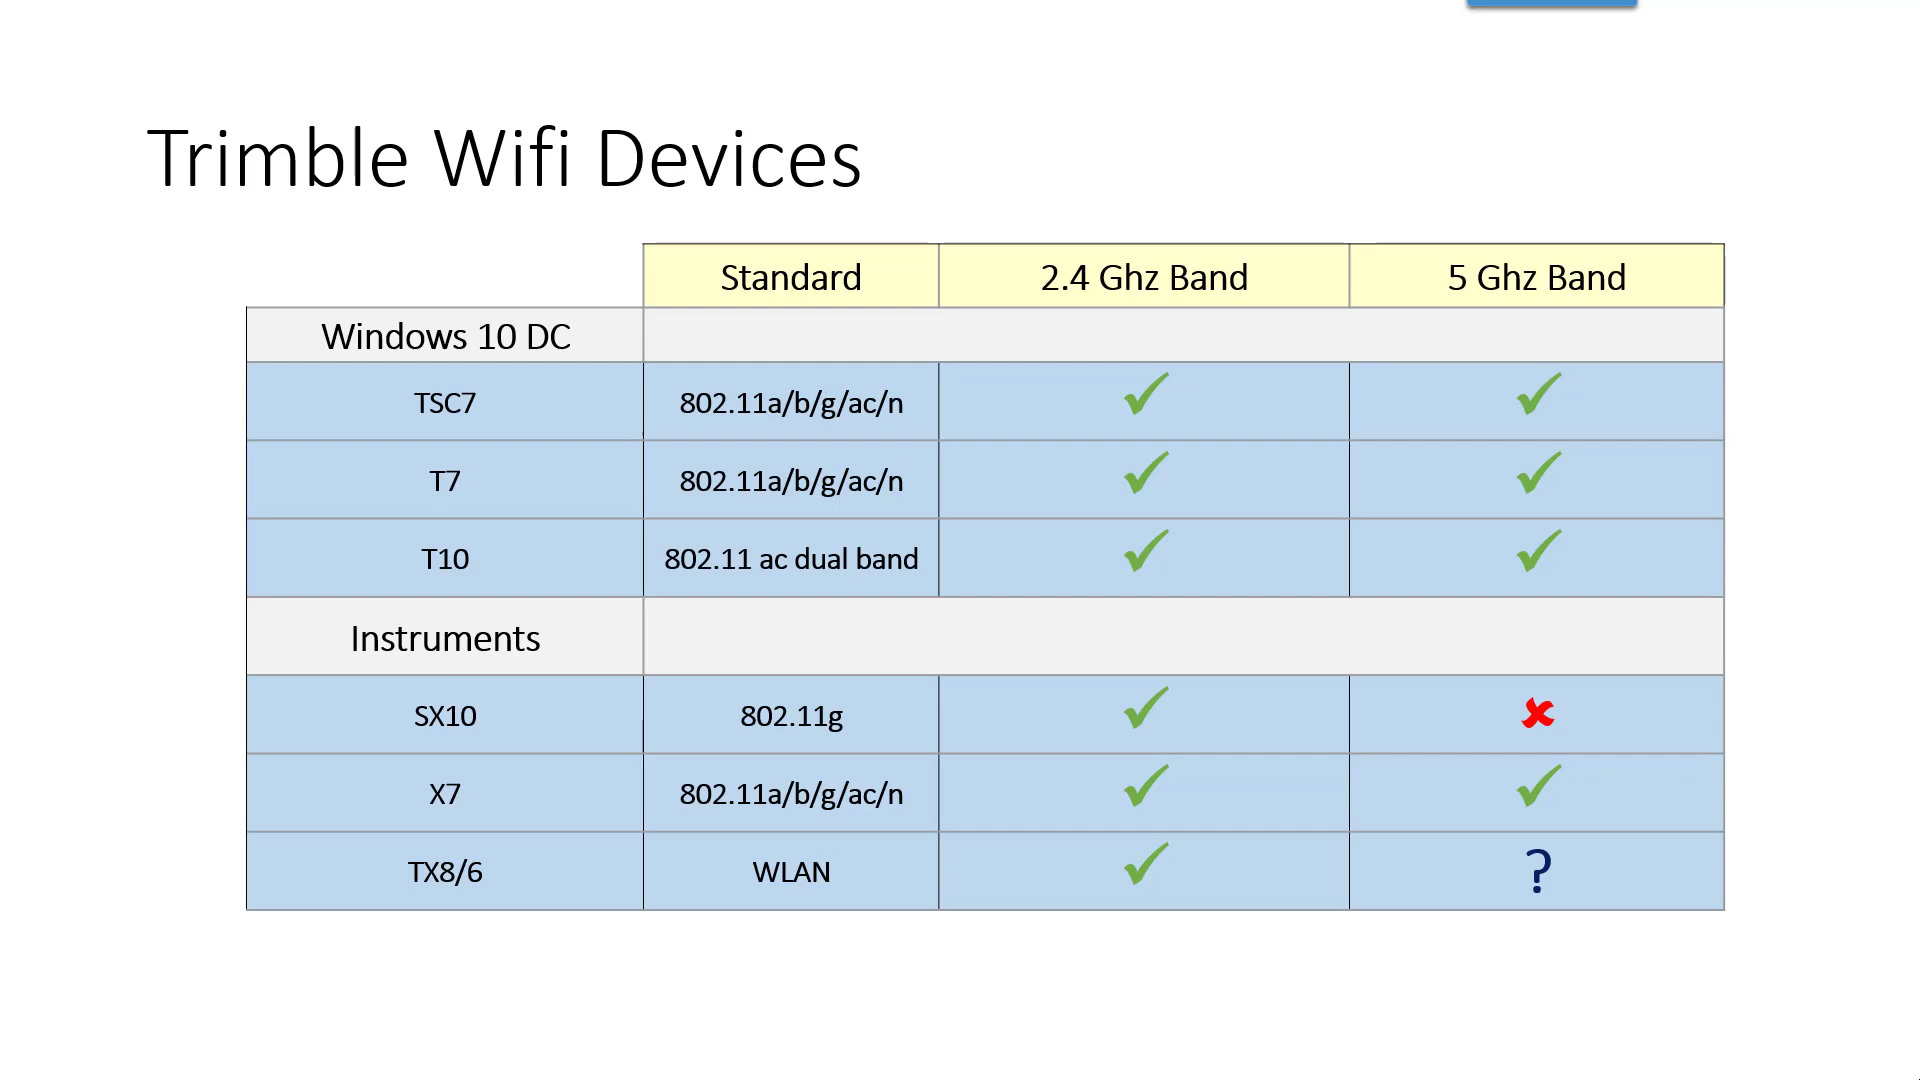 Trimble Wifi Devices
Standard 2.4 Ghz Band 5 Ghz Band
Windows 10 DC
TSC7 802.11a/b/g/ac/n ✓ ✓
T7 802.11a/b/g/ac/n ✓ ✓
T10 802.11 ac dual band ✓ ✓
Instruments
SX10 802.11g ✓ ✘
X7 802.11a/b/g/ac/n ✓ ✓
TX8/6 WLAN ✓ ?